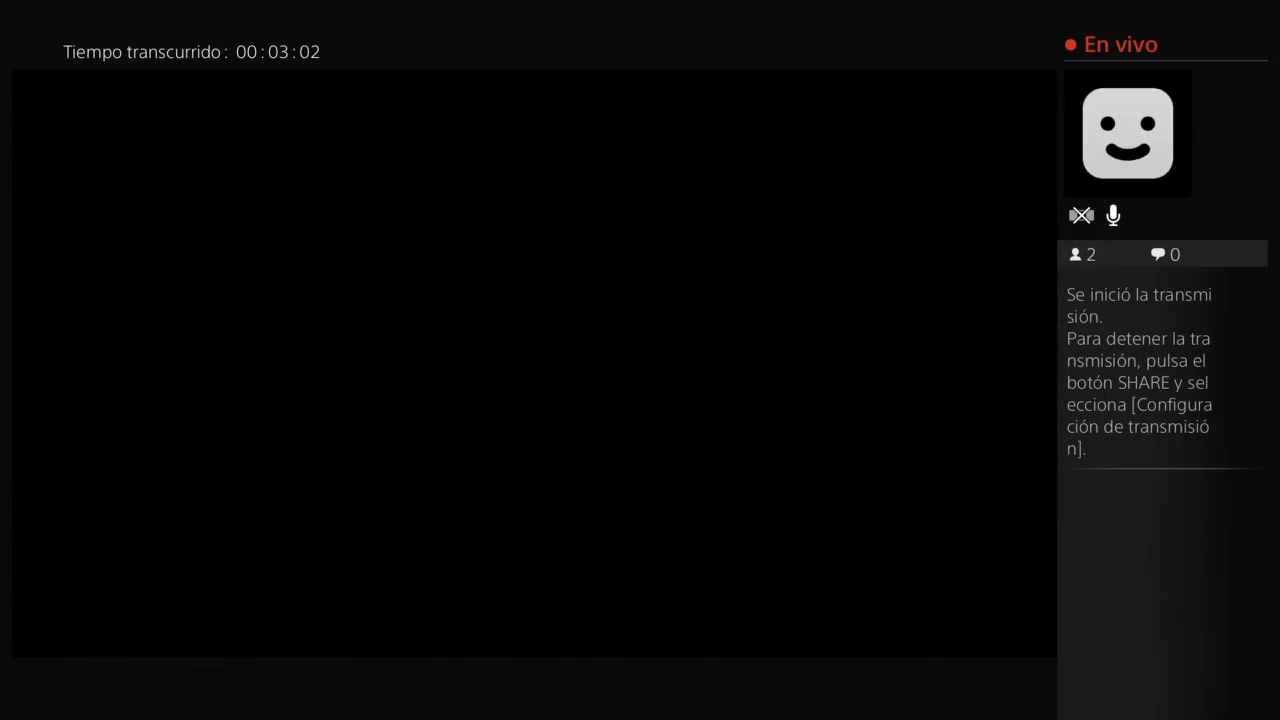 Tiempo transcurrido: 00:03:02
En vivo
2 0
Se inició la transmi
sión.
Para detener la tra
nsmisión, pulsa el
botón SHARE y sel
ecciona [Configura
ción de transmisió
n].